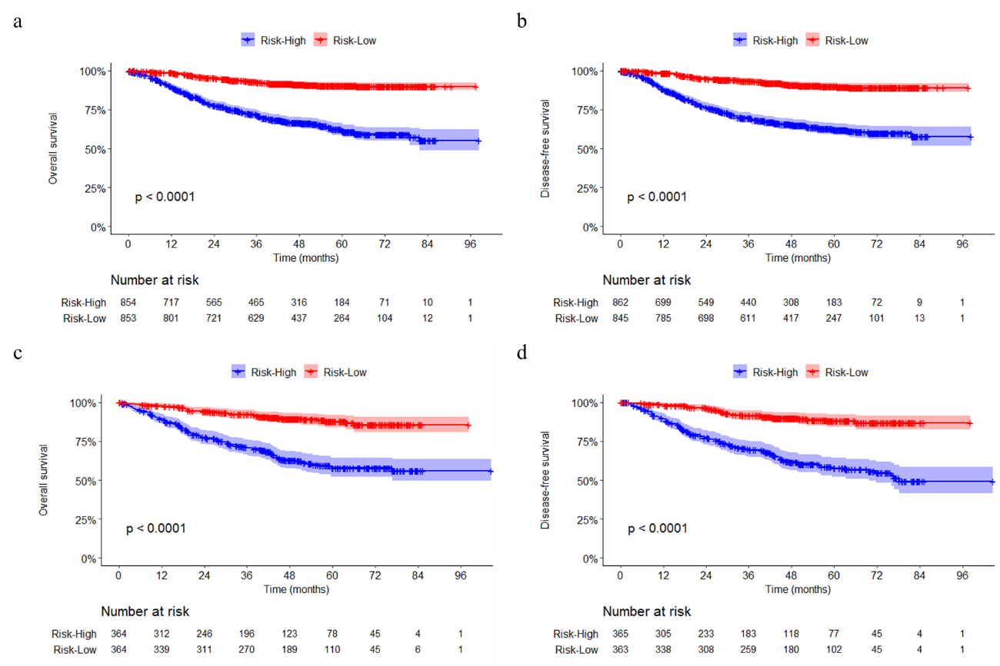 a
Risk-High Risk-Low
100%
75%
50%
25%
0%
Overall survival
p < 0.0001
0 12 24 36 48 60 72 84 96
Time (months)
Number at risk
Risk-High 854 717 565 465 316 184 71 10 1
Risk-Low 853 801 721 629 437 264 104 12 1
b
Risk-High Risk-Low
100%
75%
50%
25%
0%
Disease-free survival
p < 0.0001
0 12 24 36 48 60 72 84 96
Time (months)
Number at risk
Risk-High 862 699 549 440 308 183 72 9 1
Risk-Low 845 785 698 611 417 247 101 13 1
c
Risk-High Risk-Low
100%
75%
50%
25%
0%
Overall survival
p < 0.0001
0 12 24 36 48 60 72 84 96
Time (months)
Number at risk
Risk-High 364 312 246 196 123 78 45 4 1
Risk-Low 364 339 311 270 189 110 45 6 1
d
Risk-High Risk-Low
100%
75%
50%
25%
0%
Disease-free survival
p < 0.0001
0 12 24 36 48 60 72 84 96
Time (months)
Number at risk
Risk-High 365 305 233 183 118 77 45 4 1
Risk-Low 363 338 308 259 180 102 45 4 1